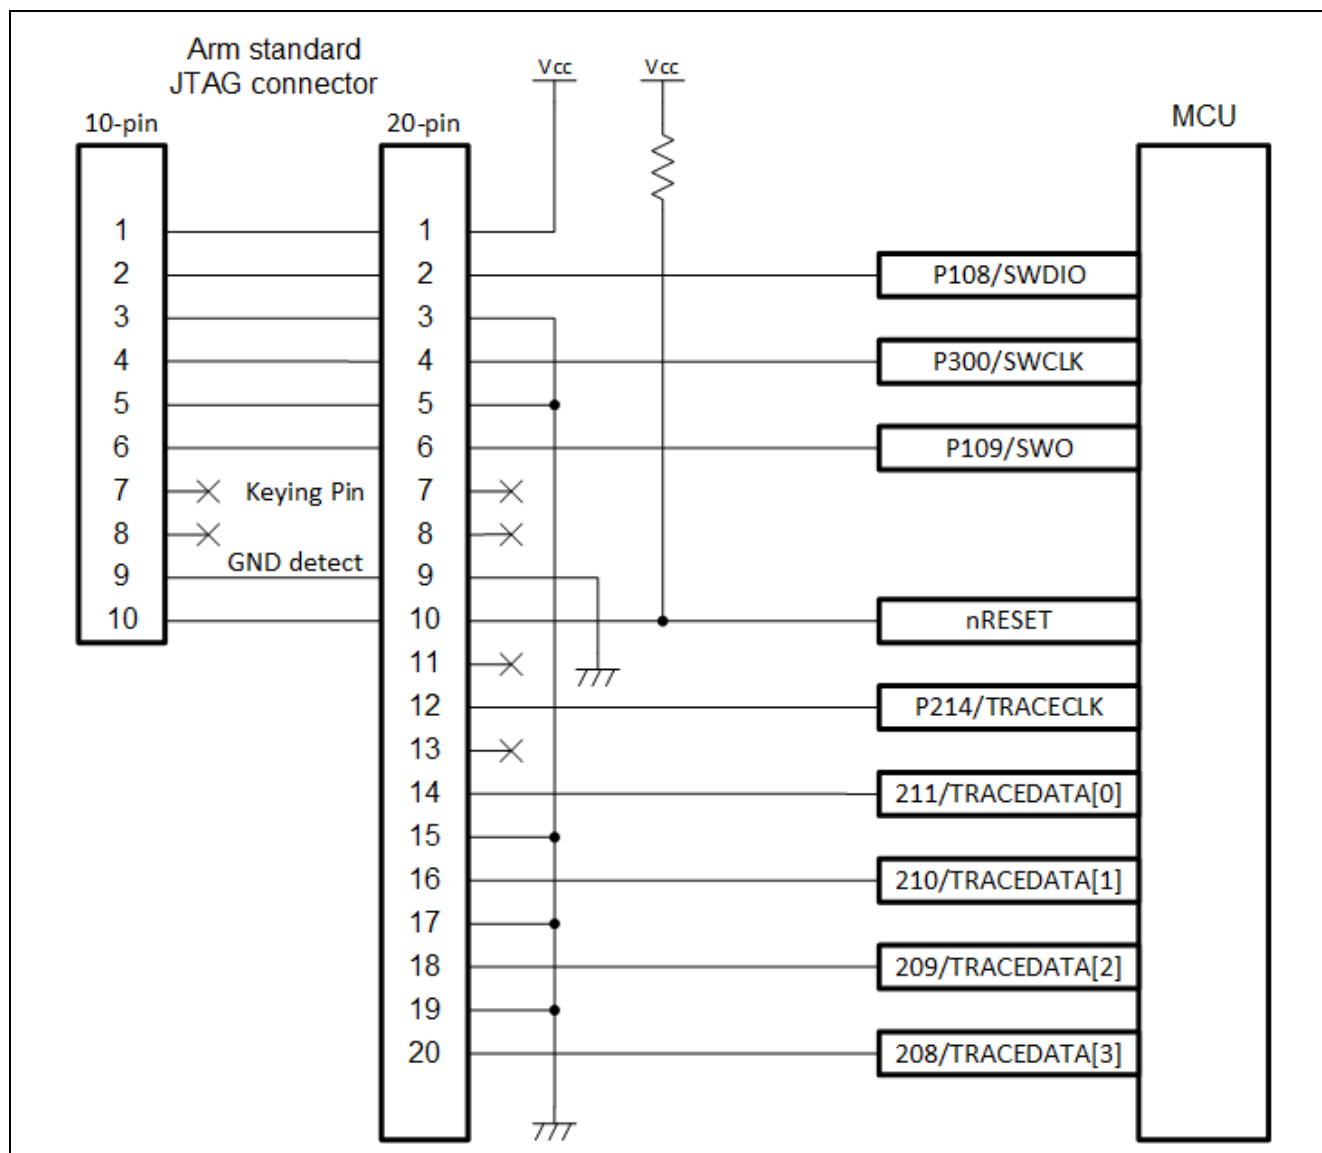 Arm standard
JTAG connector
Vcc
Vcc
10-pin
20-pin
MCU
1
1
2
2
P108/SWDIO
3
3
4
4
P300/SWCLK
5
5
6
6
P109/SWO
7
Keying Pin
7
8
8
GND detect
9
9
10
10
nRESET
11
12
P214/TRACECLK
13
14
211/TRACEDATA[0]
15
16
210/TRACEDATA[1]
17
18
209/TRACEDATA[2]
19
20
208/TRACEDATA[3]